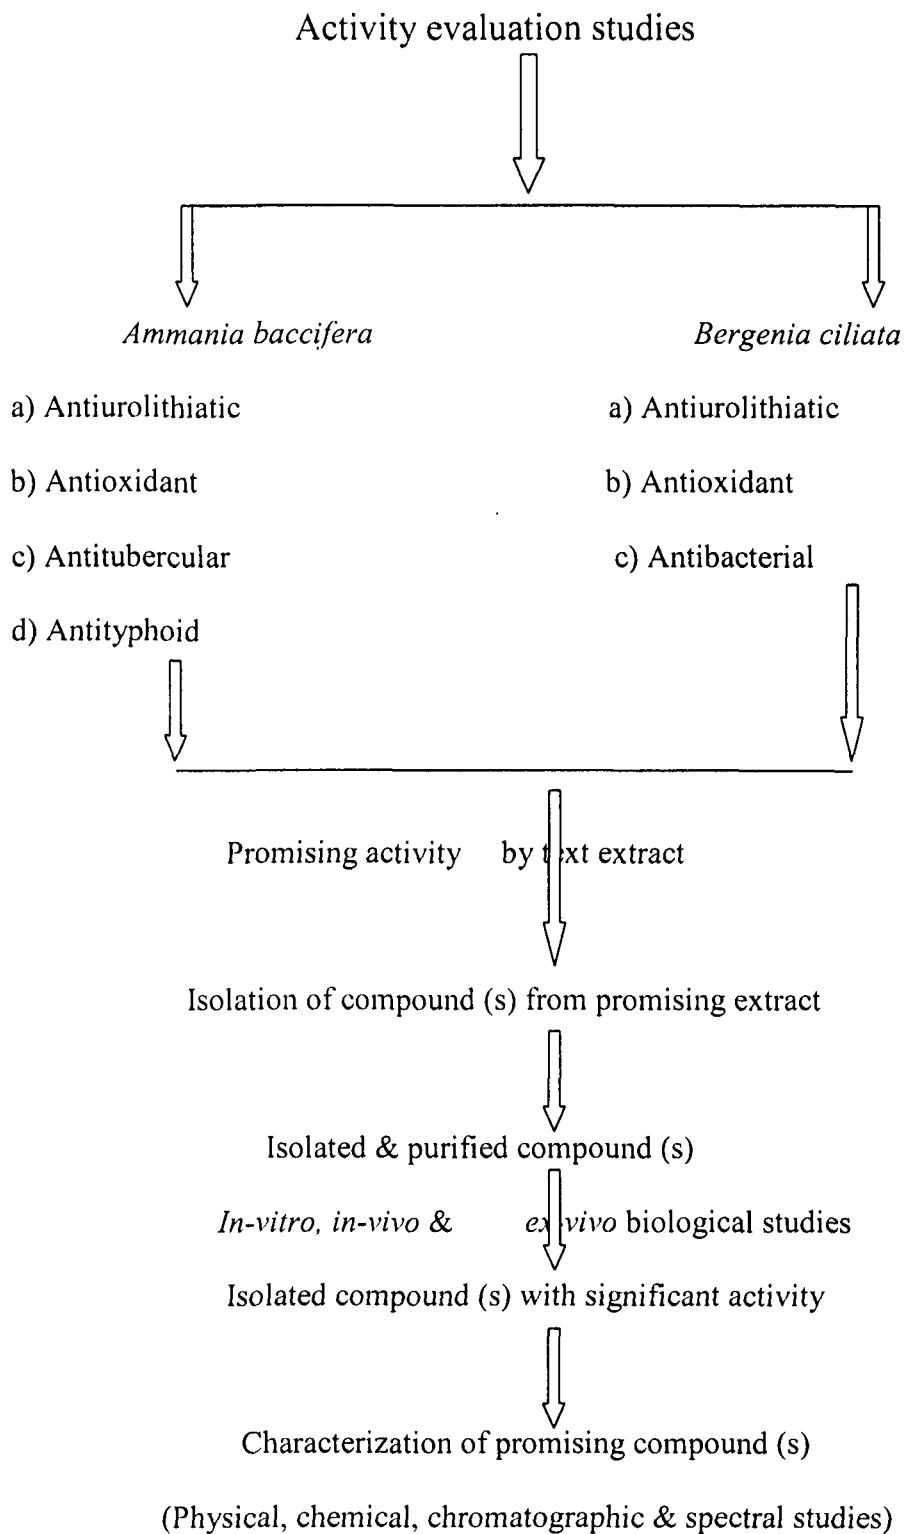 Activity evaluation studies
Ammania baccifera
a) Antiurolithiatic
b) Antioxidant
c) Antitubercular
d) Antityphoid
Bergenia ciliata
a) Antiurolithiatic
b) Antioxidant
c) Antibacterial
Promising activity by text extract
Isolation of compound (s) from promising extract
Isolated & purified compound (s)
In-vitro, in-vivo & ex-vivo biological studies
Isolated compound (s) with significant activity
Characterization of promising compound (s)
(Physical, chemical, chromatographic & spectral studies)